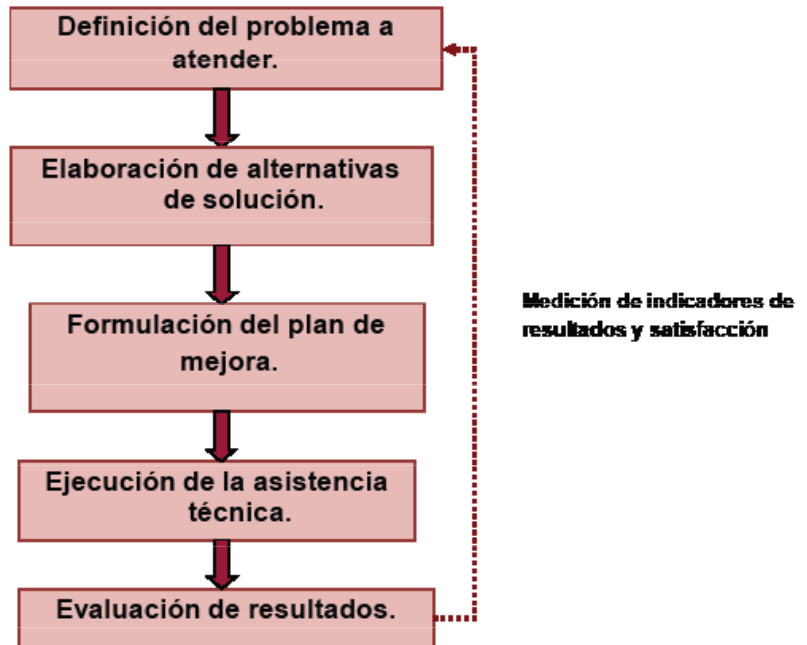 Definición del problema a
atender.
Elaboración de alternativas
de solución.
Formulación del plan de
mejora.
Ejecución de la asistencia
técnica.
Evaluación de resultados.
Medición de indicadores de
resultados y satisfacción